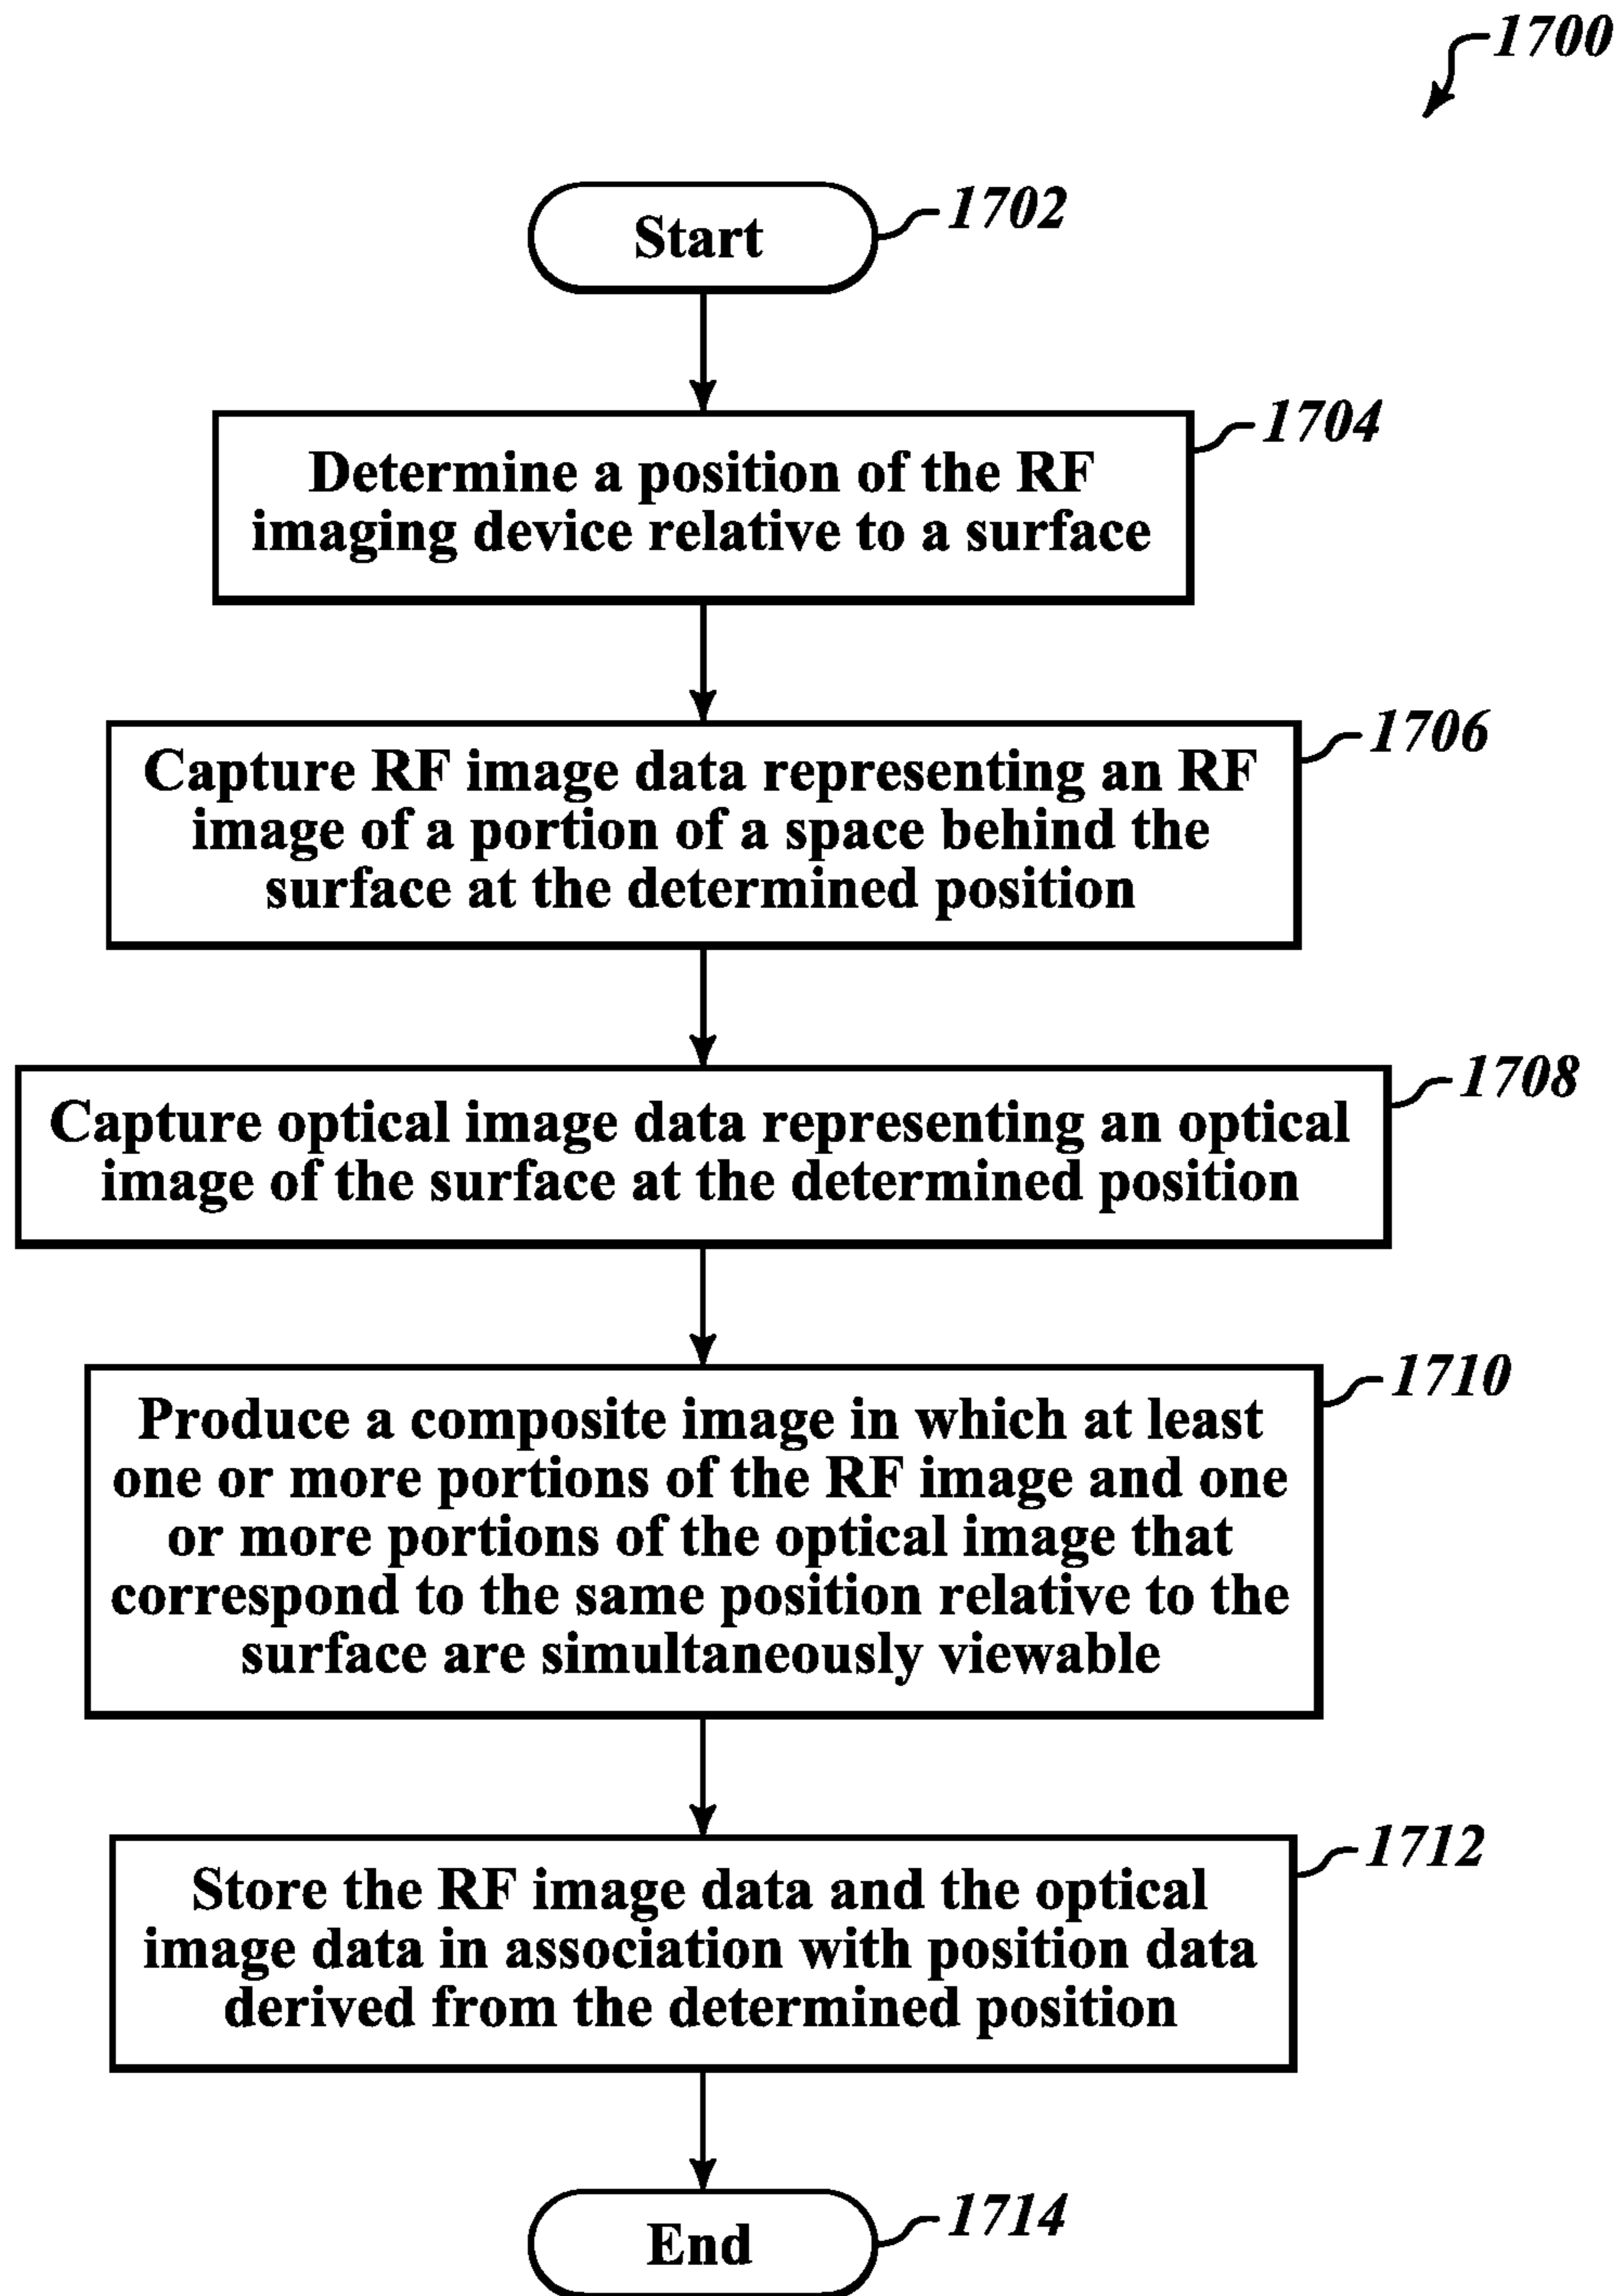 1700
Start
1702
Determine a position of the RF
imaging device relative to a surface
1704
Capture RF image data representing an RF
image of a portion of a space behind the
surface at the determined position
1706
Capture optical image data representing an optical
image of the surface at the determined position
1708
Produce a composite image in which at least
one or more portions of the RF image and one
or more portions of the optical image that
correspond to the same position relative to the
surface are simultaneously viewable
1710
Store the RF image data and the optical
image data in association with position data
derived from the determined position
1712
End
1714